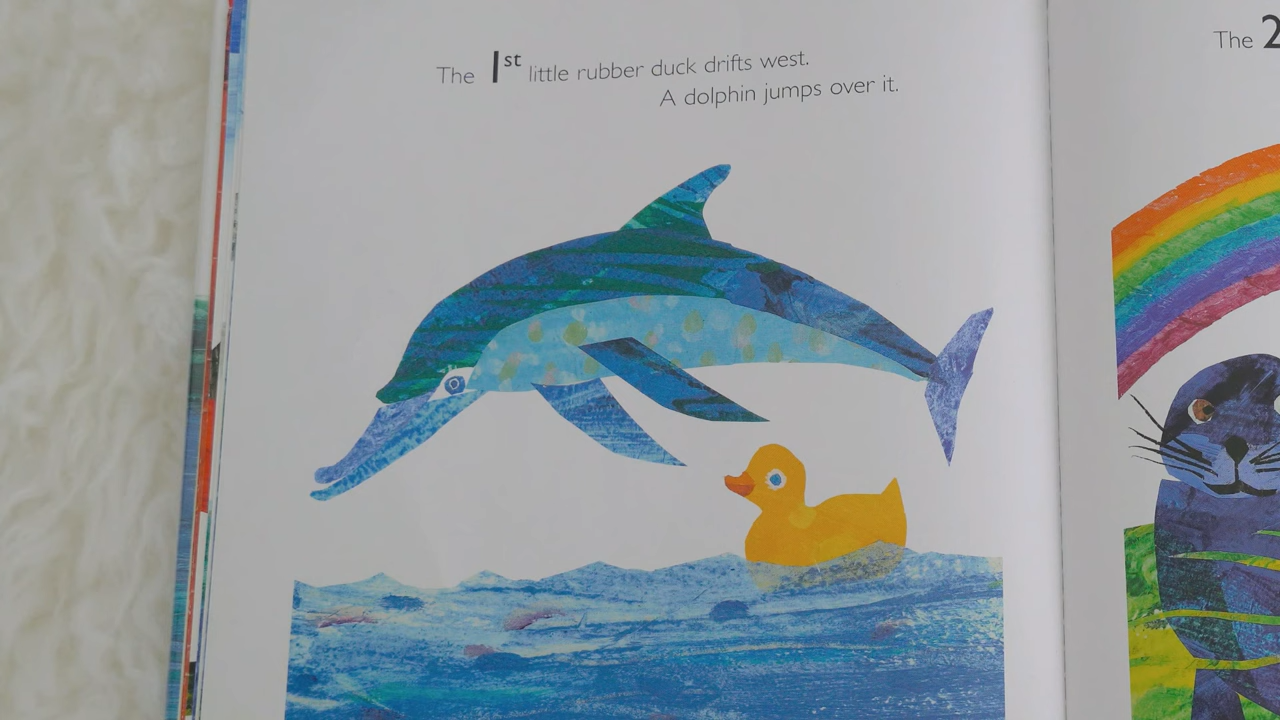 The 1st little rubber duck drifts west.
A dolphin jumps over it.
The 2